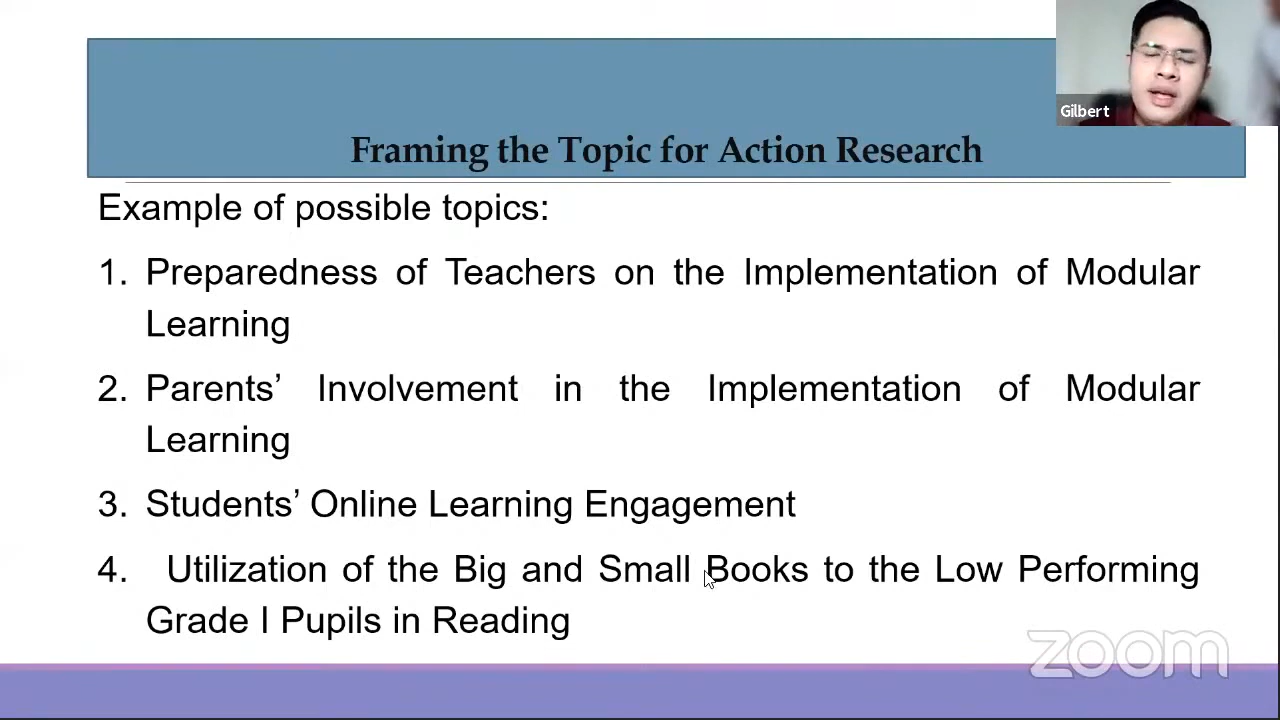 Gilbert
Framing the Topic for Action Research
Example of possible topics:
1. Preparedness of Teachers on the Implementation of Modular
Learning
2. Parents’ Involvement in the Implementation of Modular
Learning
3. Students’ Online Learning Engagement
4. Utilization of the Big and Small Books to the Low Performing
Grade I Pupils in Reading
zoom